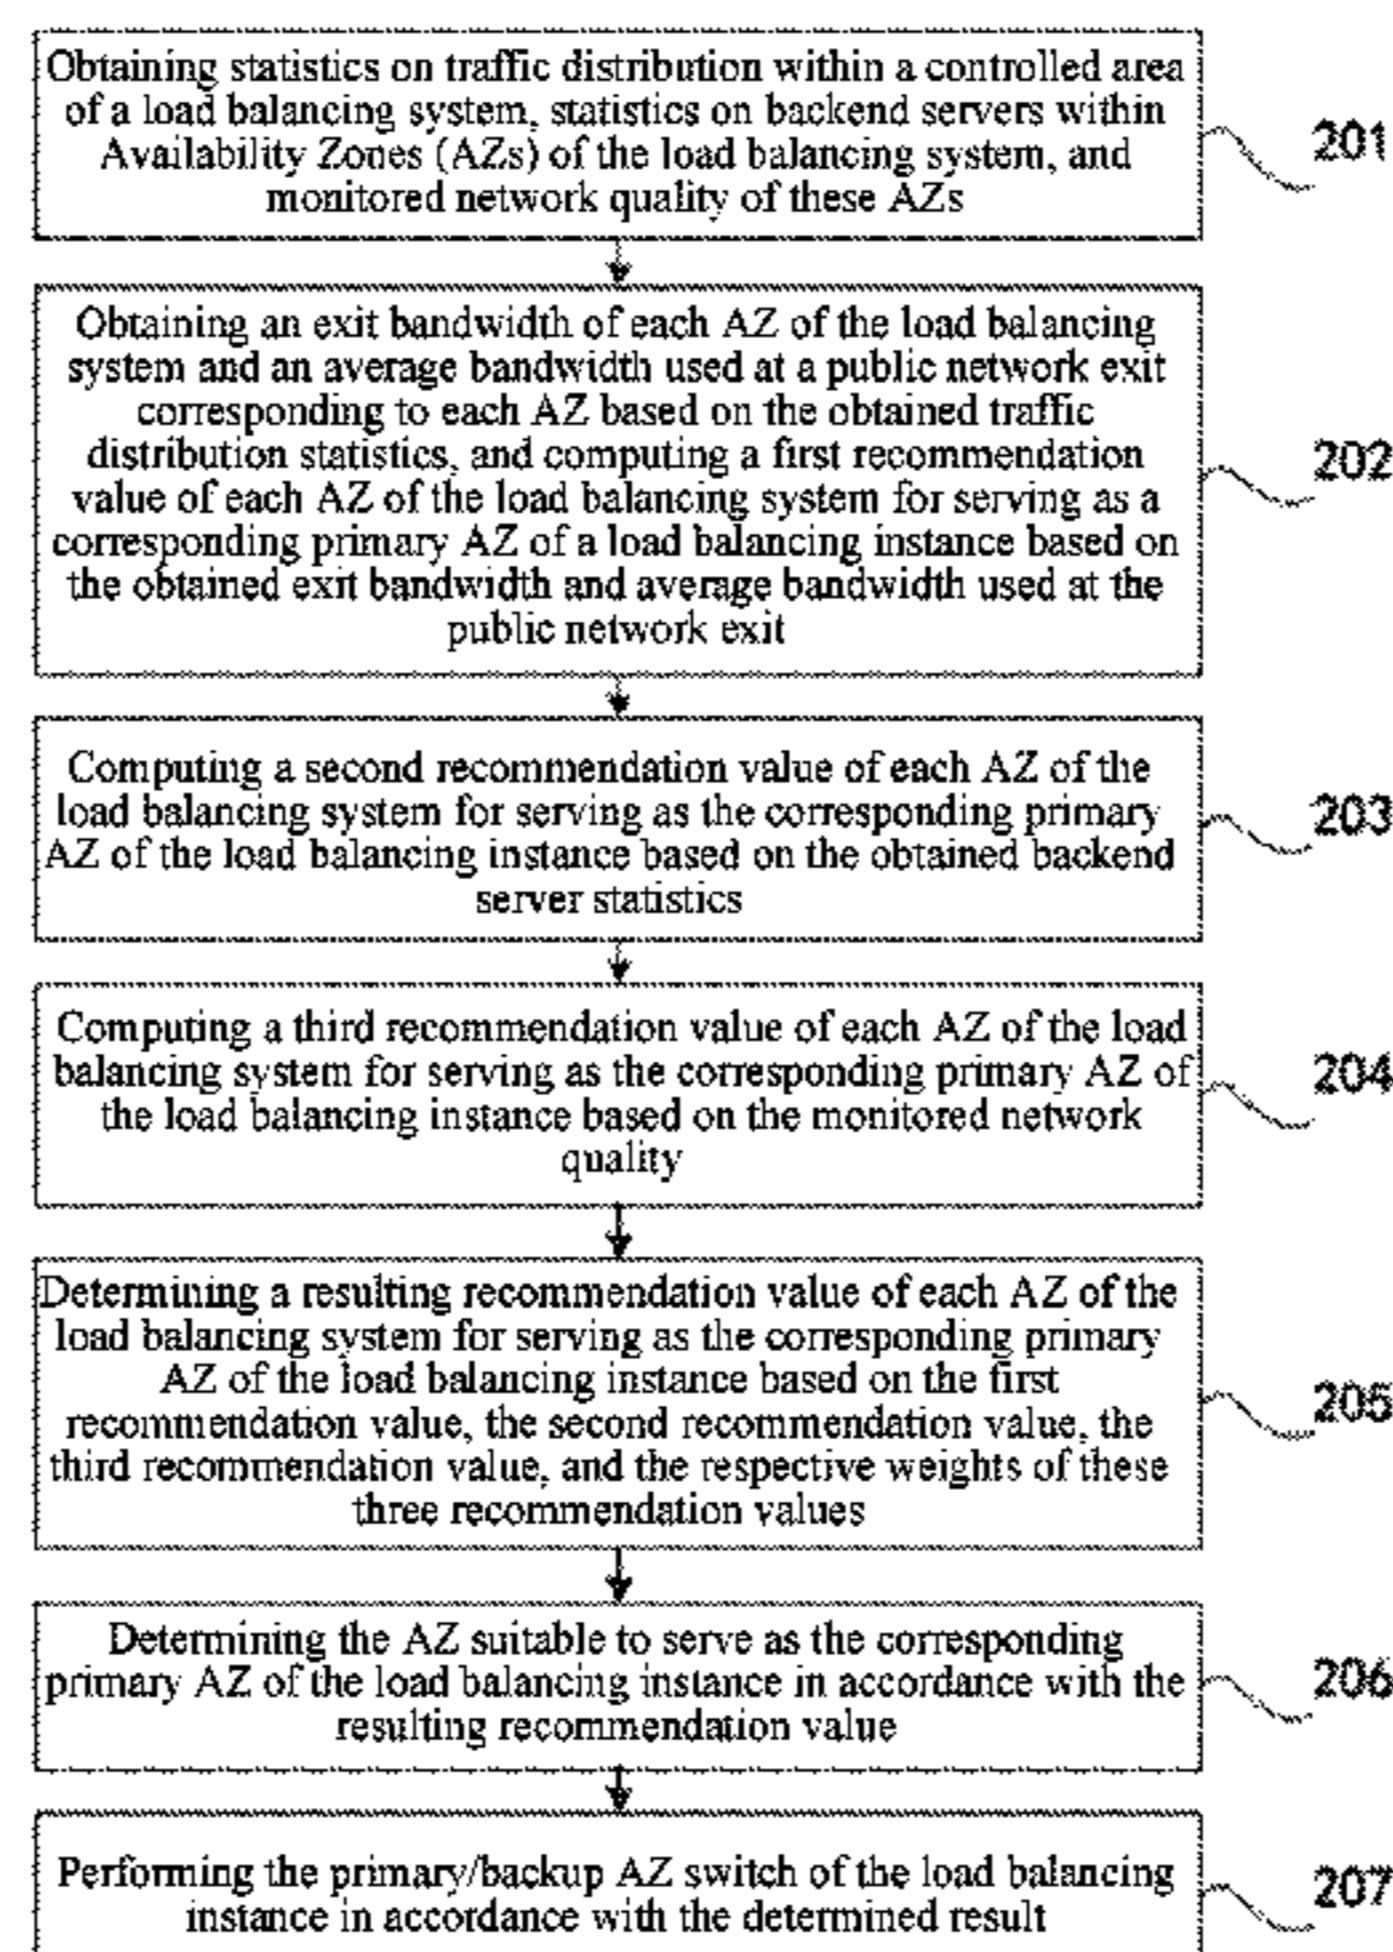 Obtaining statistics on traffic distribution within a controlled area
of a load balancing system, statistics on backend servers within
Availability Zones (AZs) of the load balancing system, and
monitored network quality of these AZs
201
Obtaining an exit bandwidth of each AZ of the load balancing
system and an average bandwidth used at a public network exit
corresponding to each AZ based on the obtained traffic
distribution statistics, and computing a first recommendation
value of each AZ of the load balancing system for serving as a
corresponding primary AZ of a load balancing instance based on
the obtained exit bandwidth and average bandwidth used at the
public network exit
202
Computing a second recommendation value of each AZ of the
load balancing system for serving as the corresponding primary
AZ of the load balancing instance based on the obtained backend
server statistics
203
Computing a third recommendation value of each AZ of the load
balancing system for serving as the corresponding primary AZ of
the load balancing instance based on the monitored network
quality
204
Determining a resulting recommendation value of each AZ of the
load balancing system for serving as the corresponding primary
AZ of the load balancing instance based on the first
recommendation value, the second recommendation value, the
third recommendation value, and the respective weights of these
three recommendation values
205
Determining the AZ suitable to serve as the corresponding
primary AZ of the load balancing instance in accordance with the
resulting recommendation value
206
Performing the primary/backup AZ switch of the load balancing
instance in accordance with the determined result
207